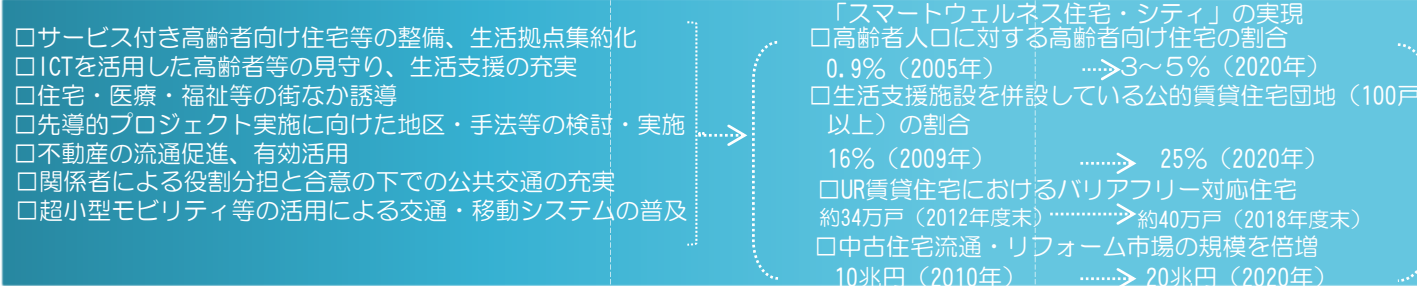 □サービス付き高齢者向け住宅等の整備、生活拠点集約化
□ICTを活用した高齢者等の見守り、生活支援の充実
□住宅・医療・福祉等の街なか誘導
□先導的プロジェクト実施に向けた地区・手法等の検討・実施
□不動産の流通促進、有効活用
□関係者による役割分担と合意の下での公共交通の充実
□超小型モビリティ等の活用による交通・移動システムの普及
「スマートウェルネス住宅・シティ」の実現
□高齢者人口に対する高齢者向け住宅の割合
0.9%（2005年） 3～５%（2020年）
□生活支援施設を併設している公的賃貸住宅団地（100戸
以上）の割合
16%（2009年） 25%（2020年）
□UR賃貸住宅におけるバリアフリー対応住宅
約34万戸（2012年度末） 約40万戸（2018年度末）
□中古住宅流通・リフォーム市場の規模を倍増
10兆円（2010年） 20兆円（2020年）